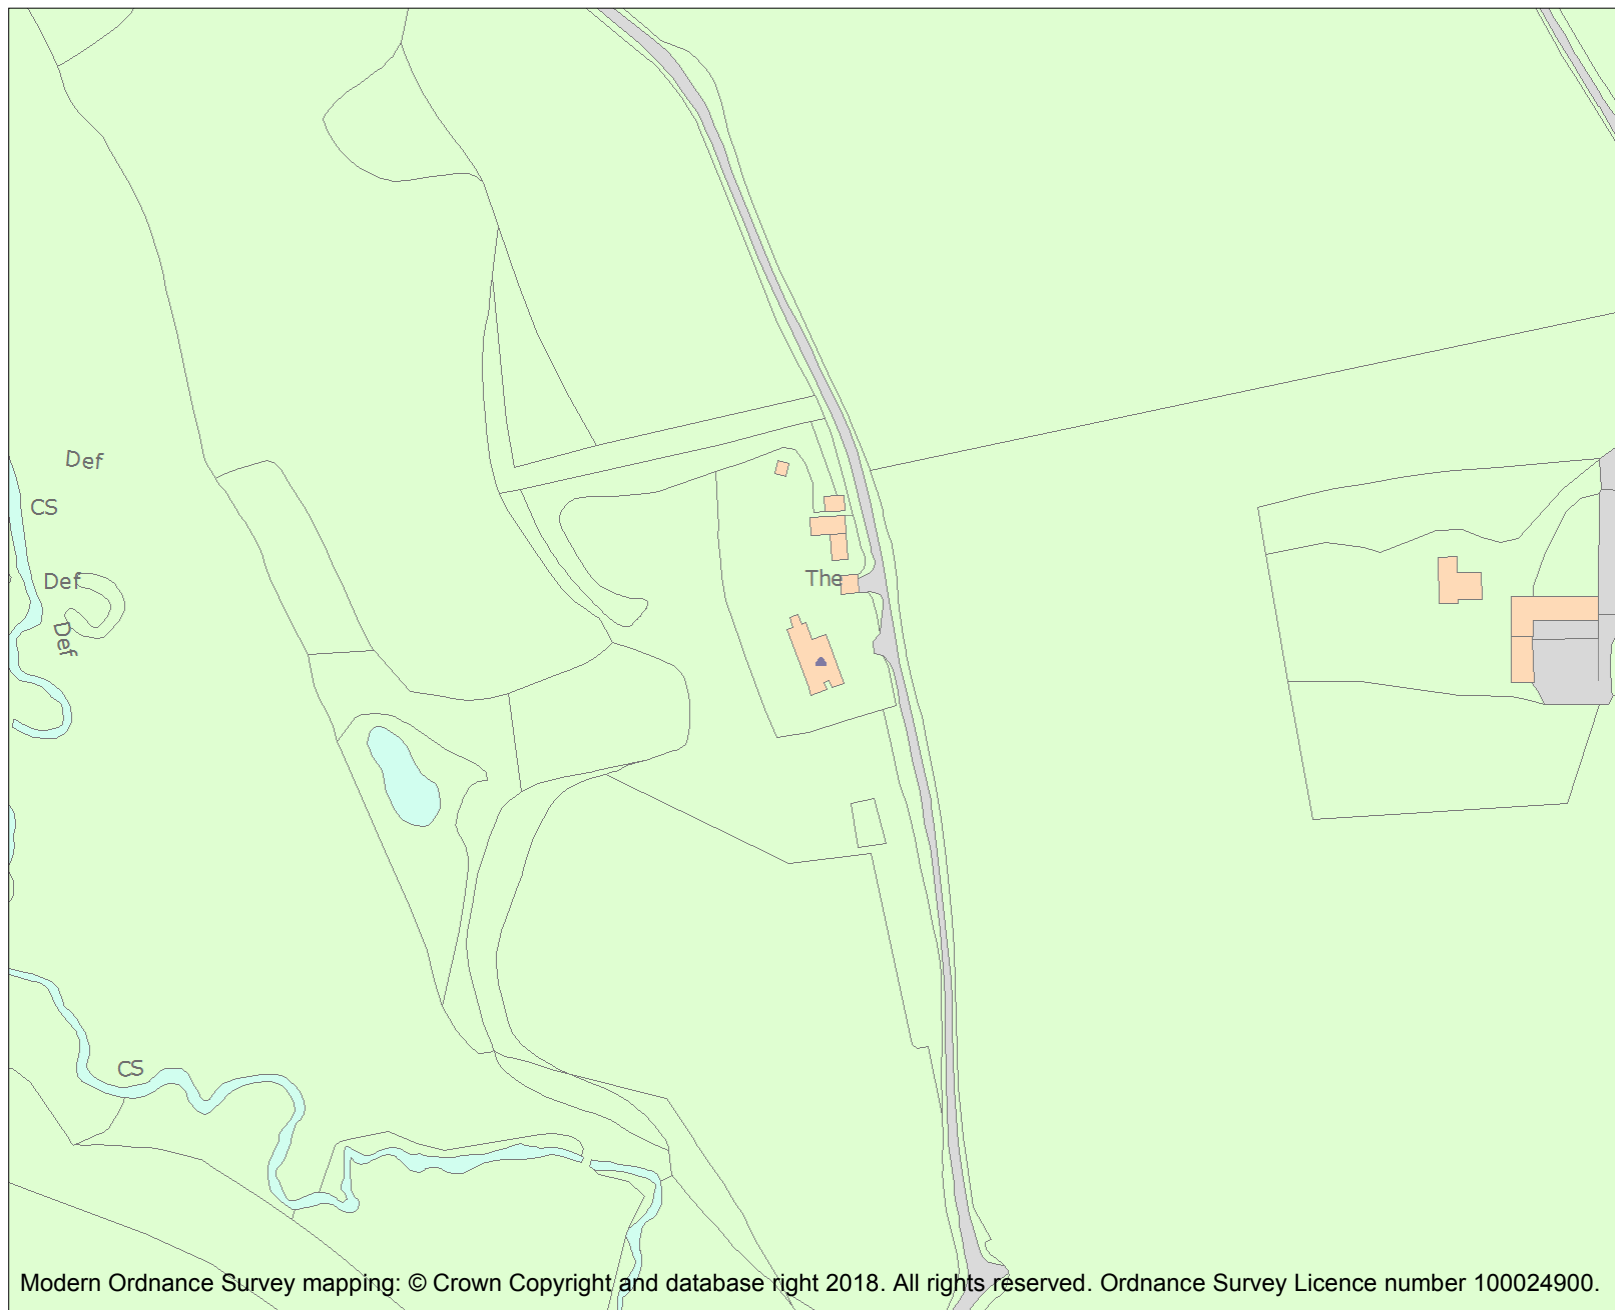 Def
CS
Def
The
Def
CS
Modern Ordnance Survey mapping: © Crown Copyright and database right 2018. All rights reserved. Ordnance Survey Licence number 100024900.